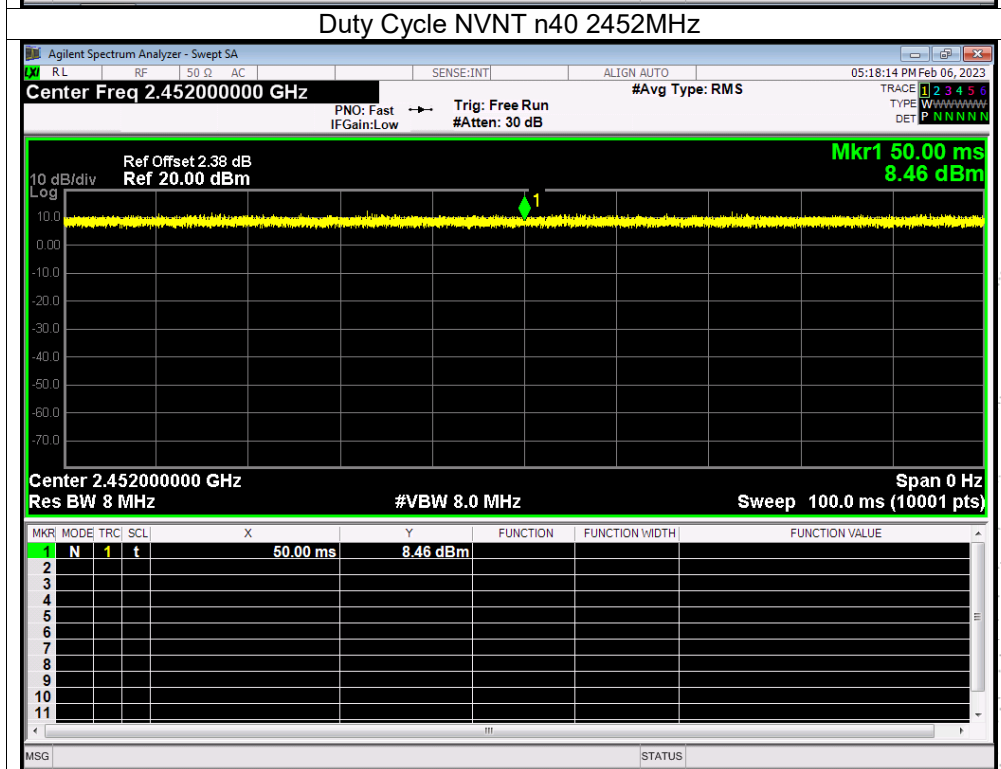 Duty Cycle NVNT n40 2452MHz
Agilent Spectrum Analyzer - Swept SA
LXI RL RF 50 Ω AC SENSE:INT ALIGN AUTO 05:18:14 PM Feb 06, 2023
Center Freq 2.452000000 GHz #Avg Type: RMS TRACE 1 2 3 4 5 6
PNO: Fast Trig: Free Run TYPE WWWWWW
IFGain:Low #Atten: 30 dB DET P N N N N N
Mkr1 50.00 ms
Ref Offset 2.38 dB
8.46 dBm
10 dB/div Ref 20.00 dBm
Log
1
10.0
0.00
-10.0
-20.0
-30.0
-40.0
-50.0
-60.0
-70.0
Center 2.452000000 GHz Span 0 Hz
Res BW 8 MHz #VBW 8.0 MHz Sweep 100.0 ms (10001 pts)
MKR MODE TRC SCL X Y FUNCTION FUNCTION WIDTH FUNCTION VALUE
1 N 1 t 50.00 ms 8.46 dBm
2
3
4
5
6
7
8
9
10
11
MSG STATUS